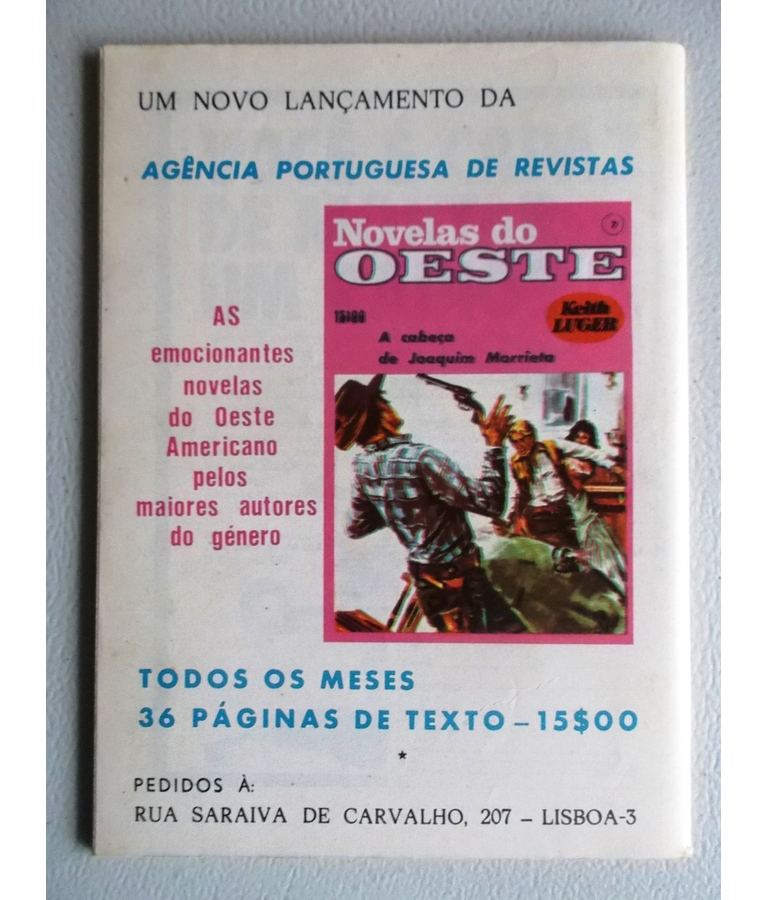 UM NOVO LANÇAMENTO DA
AGÊNCIA PORTUGUESA DE REVISTAS
Novelas do
OESTE
15$00
Keith
LUGER
A cabeça
de Joaquim Morrieta
AS
emocionantes
novelas
do Oeste
Americano
pelos
maiores autores
do género
TODOS OS MESES
36 PÁGINAS DE TEXTO – 15$00
*
PEDIDOS À:
RUA SARAIVA DE CARVALHO, 207 – LISBOA-3